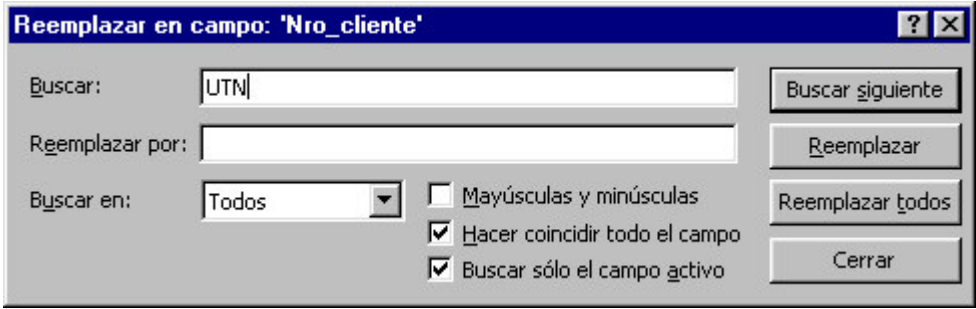 Reemplazar en campo: 'Nro_cliente'
Buscar: UTN Buscar siguiente
Reemplazar por: Reemplazar
Buscar en: Todos Mayúsculas y minúsculas Reemplazar todos
Hacer coincidir todo el campo
Buscar sólo el campo activo Cerrar